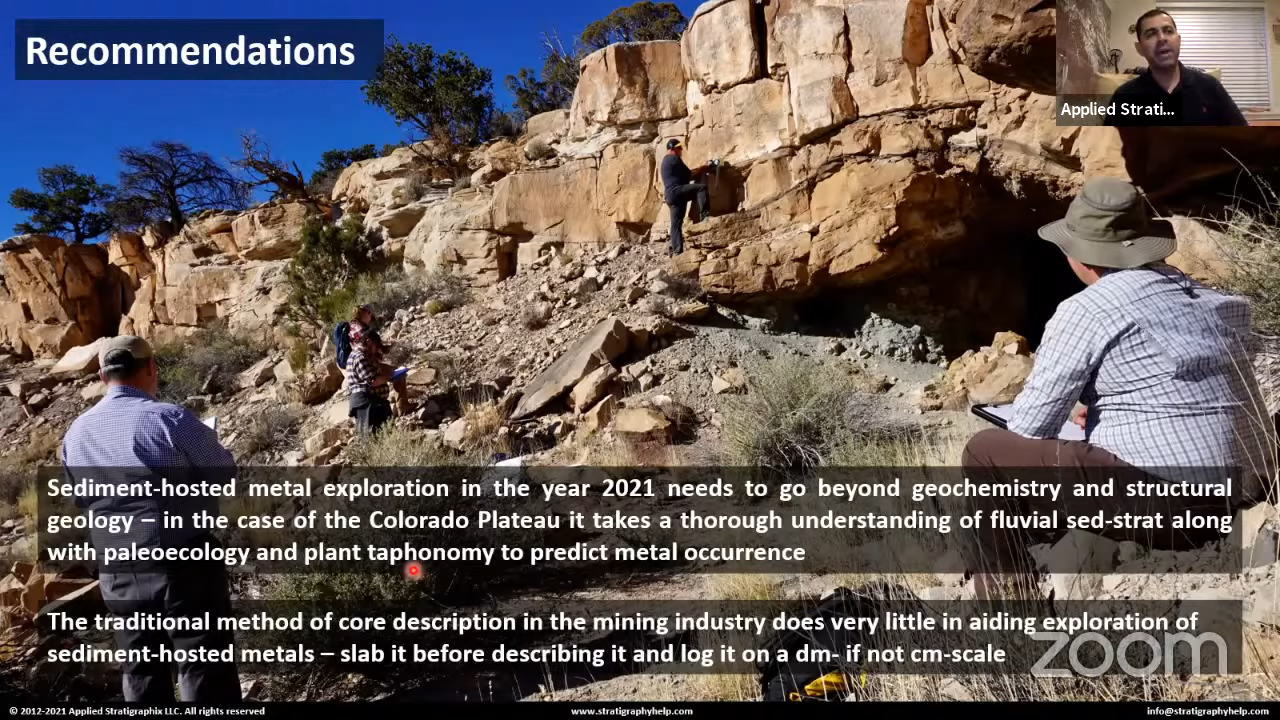 Recommendations
Applied Strati...
Sediment-hosted metal exploration in the year 2021 needs to go beyond geochemistry and structural
geology – in the case of the Colorado Plateau it takes a thorough understanding of fluvial sed-strat along
with paleoecology and plant taphonomy to predict metal occurrence
The traditional method of core description in the mining industry does very little in aiding exploration of
sediment-hosted metals – slab it before describing it and log it on a dm- if not cm-scale
zoom
© 2012-2021 Applied Stratigraphix LLC. All rights reserved
www.stratigraphyhelp.com
info@stratigraphyhelp.com